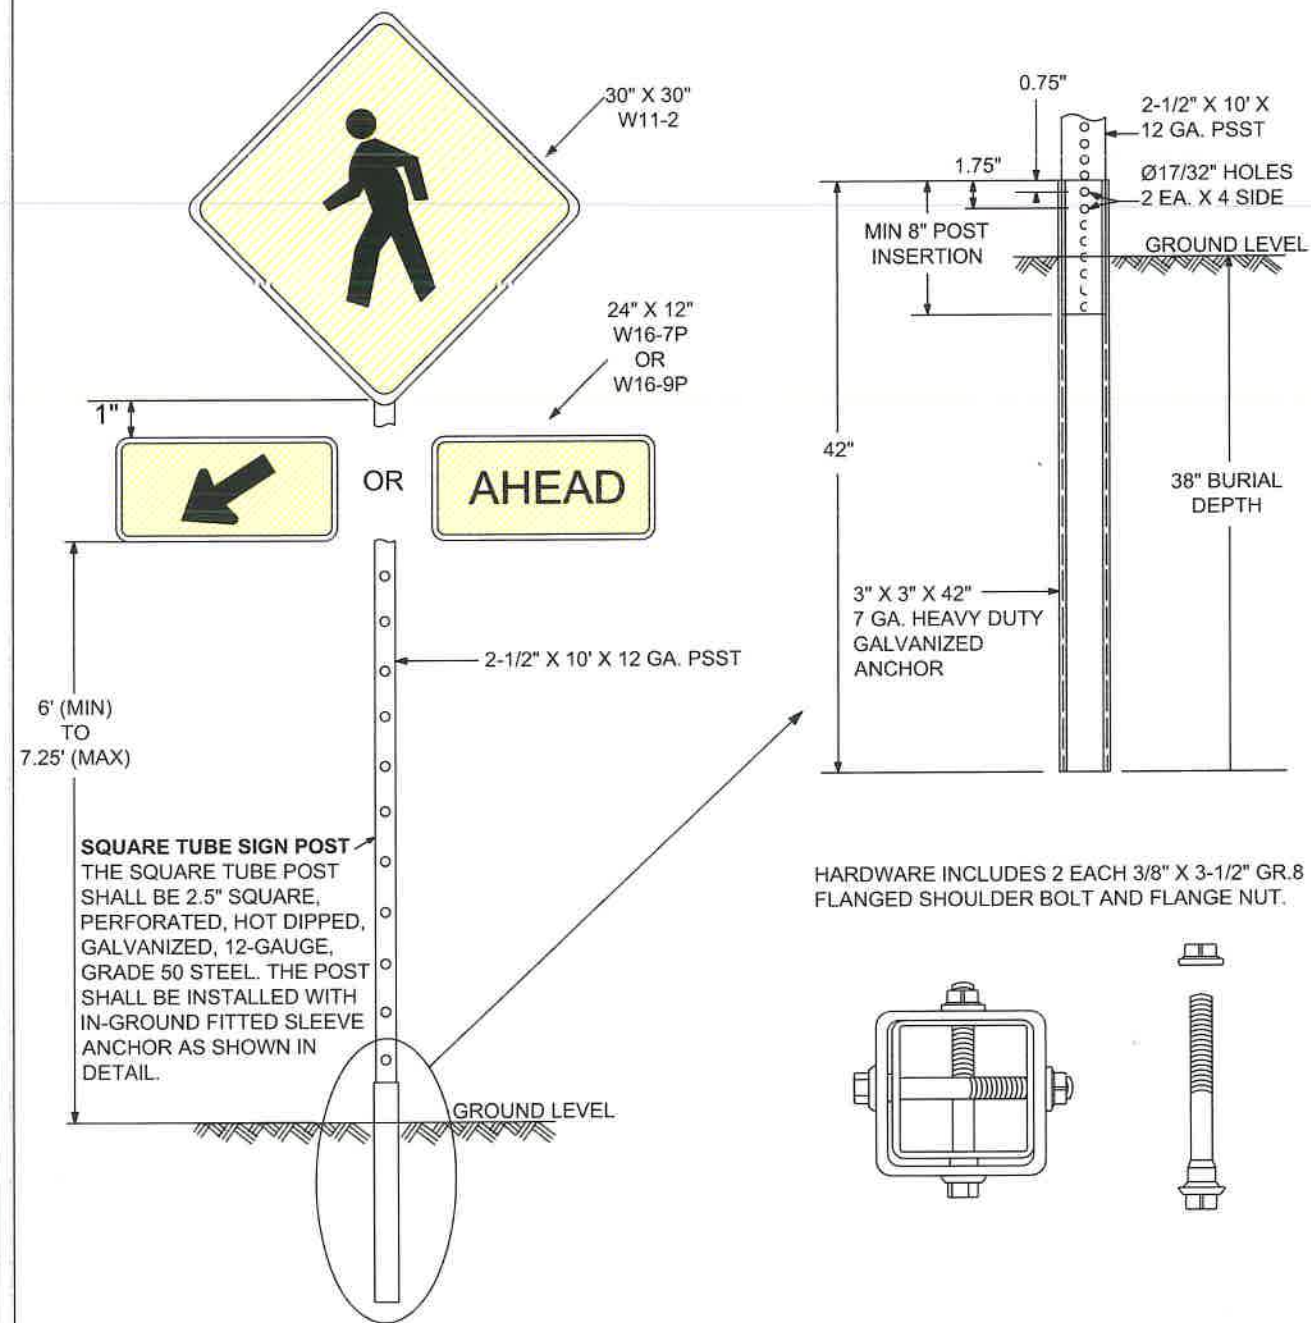 30" X 30"
W11-2
24" X 12"
W16-7P
OR
W16-9P
1"
OR
AHEAD
6' (MIN)
TO
7.25' (MAX)
2-1/2" X 10' X 12 GA. PSST
SQUARE TUBE SIGN POST
THE SQUARE TUBE POST
SHALL BE 2.5" SQUARE,
PERFORATED, HOT DIPPED,
GALVANIZED, 12-GAUGE,
GRADE 50 STEEL. THE POST
SHALL BE INSTALLED WITH
IN-GROUND FITTED SLEEVE
ANCHOR AS SHOWN IN
DETAIL.
GROUND LEVEL
0.75"
2-1/2" X 10' X
12 GA. PSST
1.75"
Ø17/32" HOLES
2 EA. X 4 SIDE
MIN 8" POST
INSERTION
GROUND LEVEL
42"
38" BURIAL
DEPTH
3" X 3" X 42"
7 GA. HEAVY DUTY
GALVANIZED
ANCHOR
HARDWARE INCLUDES 2 EACH 3/8" X 3-1/2" GR.8
FLANGED SHOULDER BOLT AND FLANGE NUT.